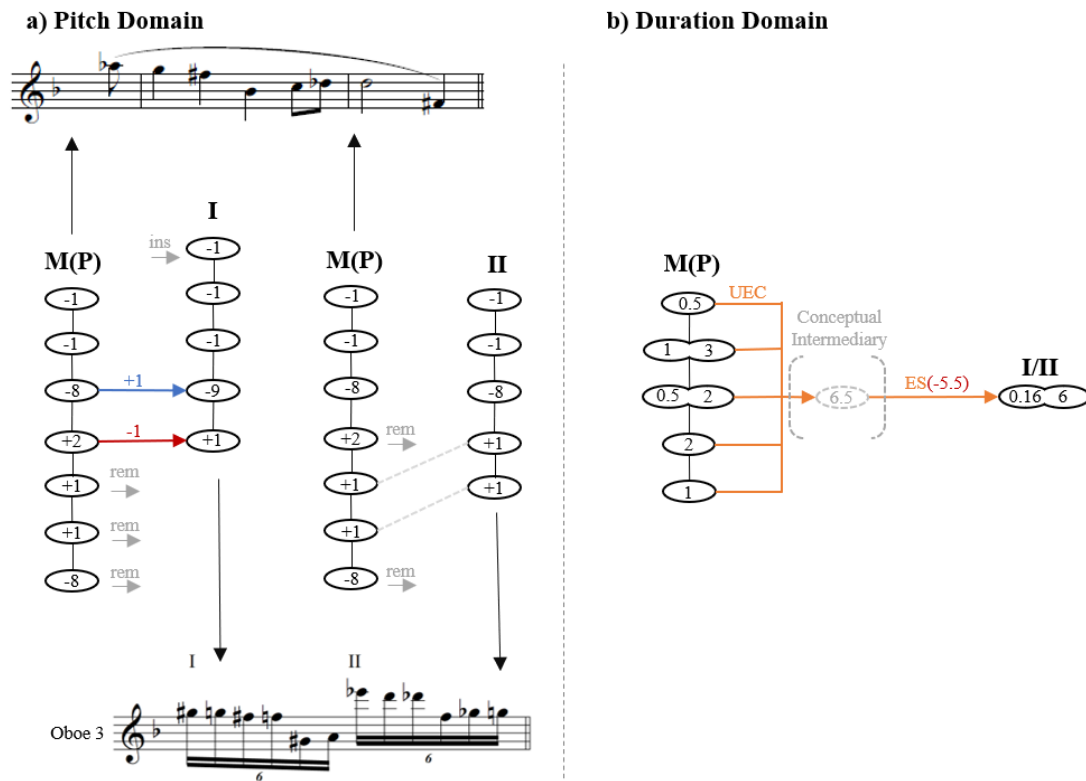 a) Pitch Domain
b) Duration Domain
I
ins
-1
M(P)
M(P)
II
-1
-1
-1
-1
-1
-1
-1
-1
-8
+1
-9
-8
-8
+2
-1
+1
+2
rem
+1
+1
rem
+1
+1
+1
rem
+1
-8
rem
-8
rem
I
II
Oboe 3
6
6
M(P)
0.5
UEC
Conceptual
Intermediary
1
3
I/II
0.5
2
6.5
ES(-5.5)
0.16
6
2
1